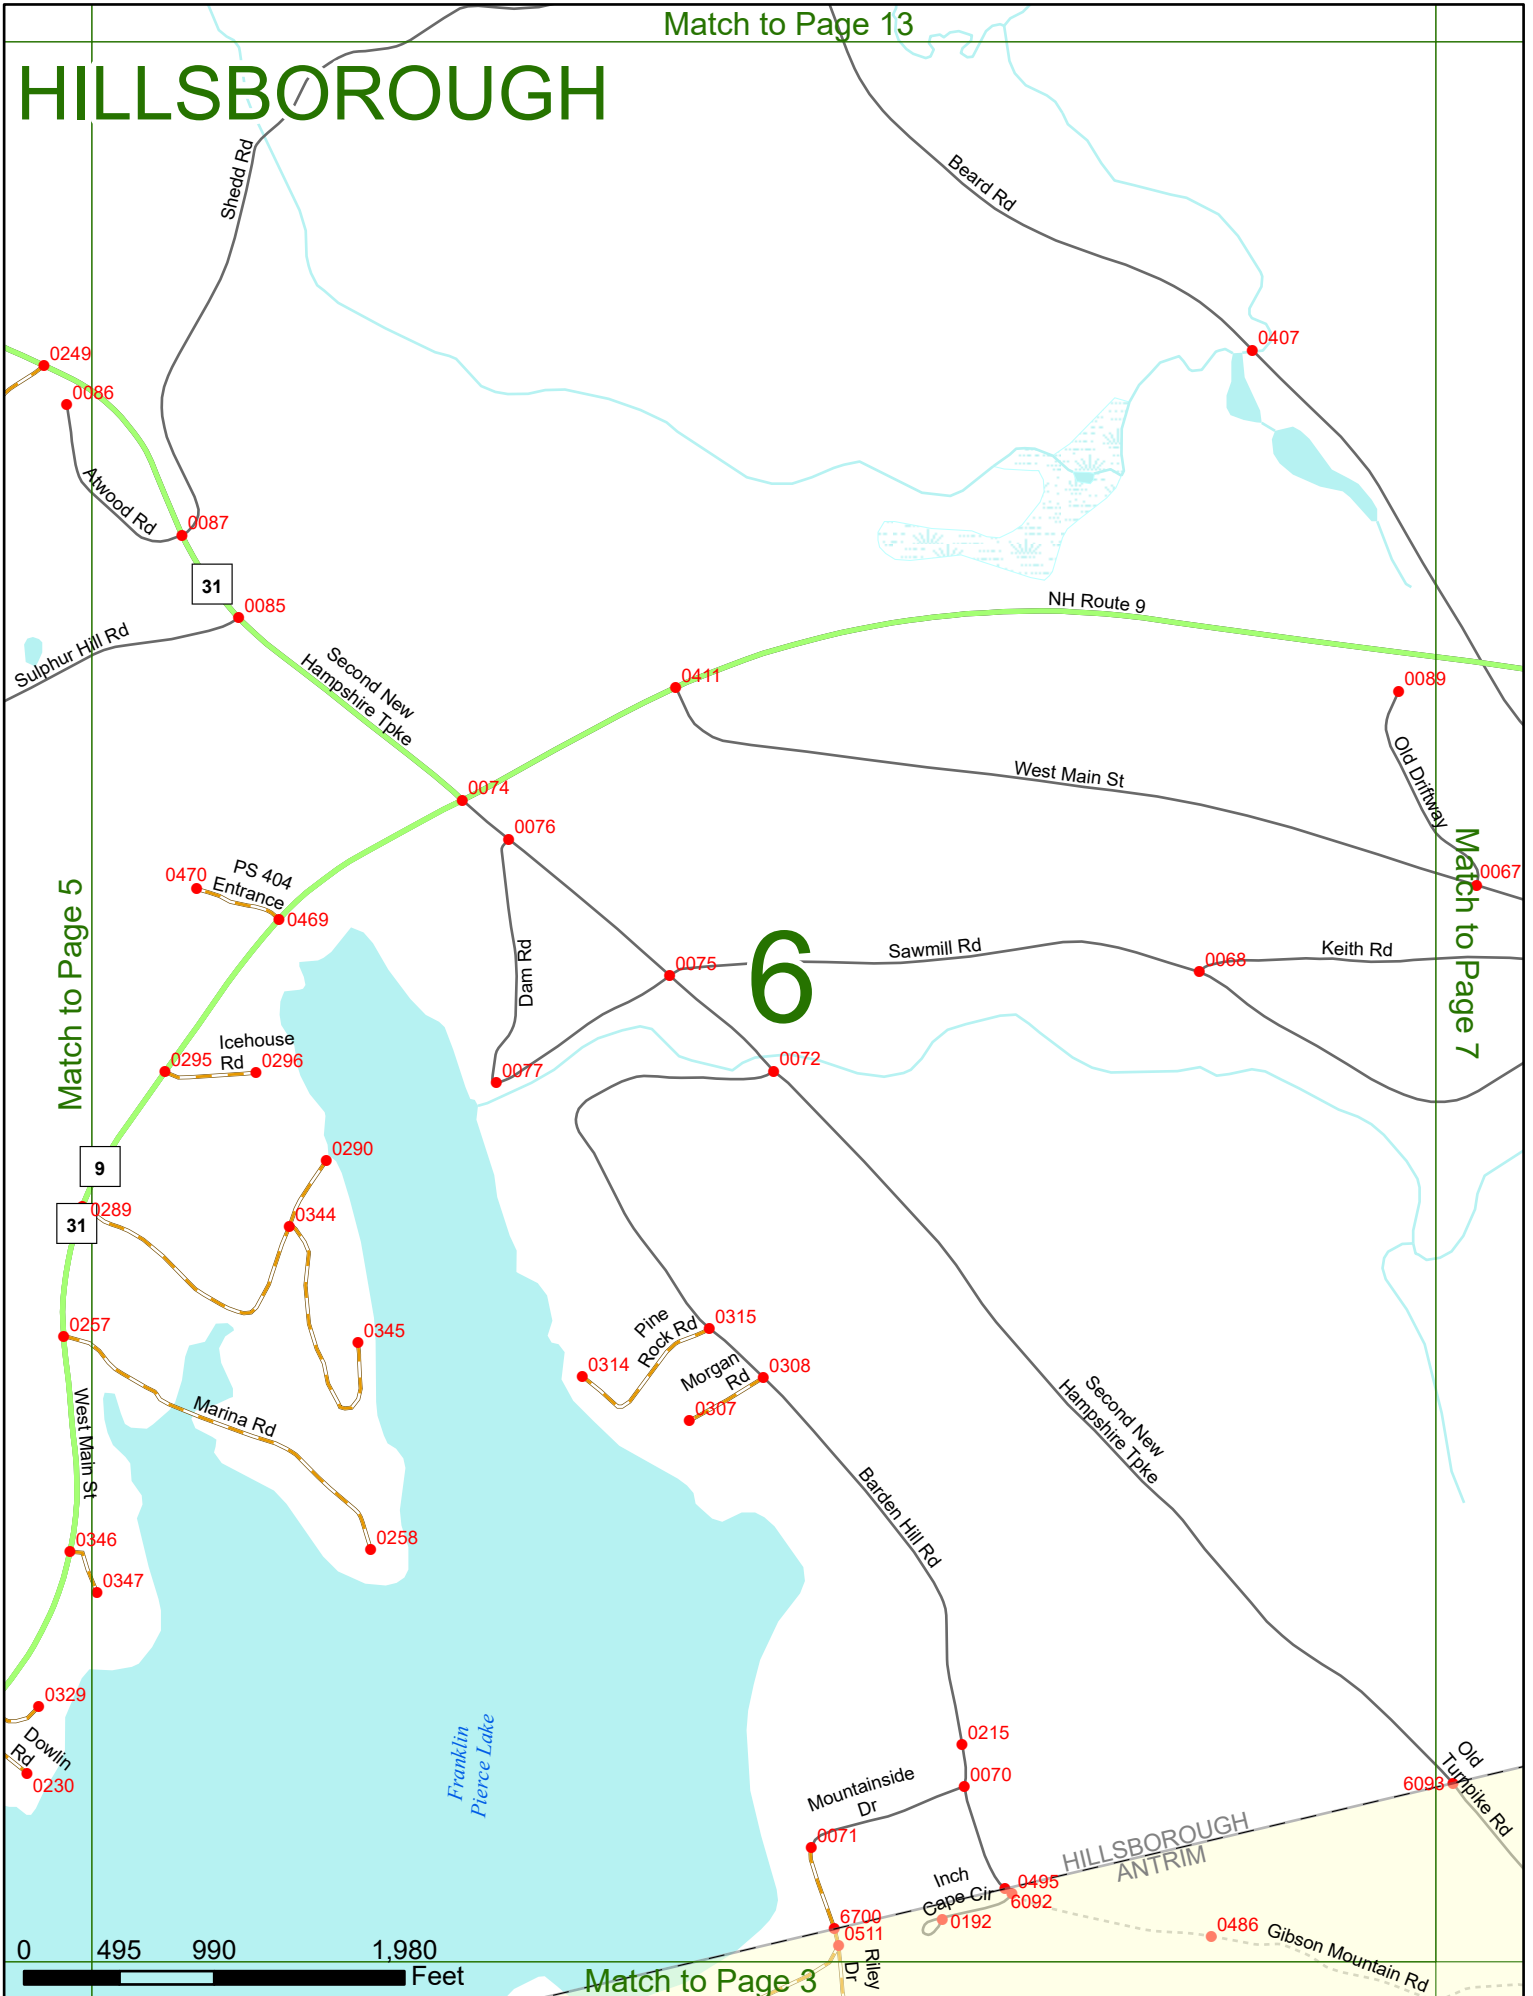 Match to Page 13
HILLSBOROUGH
Shedd Rd
Beard Rd
0407
0249
0086
Atwood Rd
0087
31
0085
Sulphur Hill Rd
Second New
Hampshire Tpke
NH Route 9
0411
0089
Old Driftway
West Main St
0074
0076
0067
Match to Page 5
Match to Page 7
0470
PS 404
Entrance
0469
6
Dam Rd
0075
Sawmill Rd
0068
Keith Rd
Icehouse
Rd
0295
0296
0077
0072
9
0290
0289
31
0344
0257
0345
Pine
Rock Rd
0315
0314
Morgan
Rd
0308
0307
West Main St
Marina Rd
Second New
Hampshire Tpke
Barden Hill Rd
0346
0258
0347
0329
Dowlin
Rd
0230
Franklin
Pierce Lake
0215
0070
Mountainside
Dr
0071
Old
Turnpike Rd
6093
HILLSBOROUGH
ANTRIM
Inch
Cape Cir
0495
6092
0192
6700
0511
0486
Gibson Mountain Rd
Riley
Dr
0 495 990 1,980
Feet
Match to Page 3